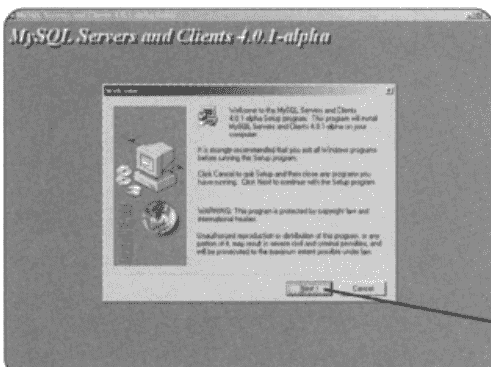 MySQL Servers and Clients 4.0.1-alpha
Welcome
Welcome to the MySQL Servers and Clients
4.0.1-alpha Setup program. This program will install
MySQL Servers and Clients 4.0.1-alpha on your
computer.
It is strongly recommended that you exit all Windows programs
before running this Setup program.
Click Cancel to quit Setup and then close any programs you
have running. Click Next to continue with the Setup program.
WARNING: This program is protected by copyright law and
international treaties.
Unauthorized reproduction or distribution of this program, or any
portion of it, may result in severe civil and criminal penalties, and
will be prosecuted to the maximum extent possible under law.
Next >
Cancel